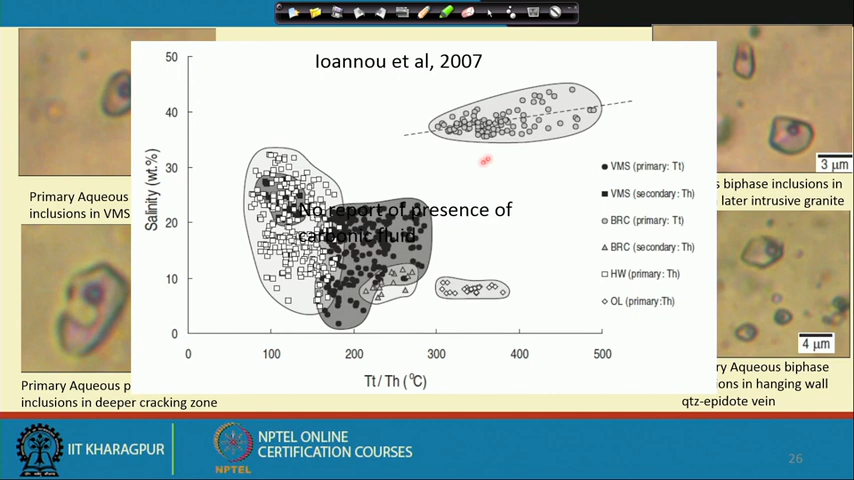 Ioannou et al, 2007
50
40
30
20
10
0
Salinity (wt.%)
0
100
200
300
400
500
Tt/Th (⁰C)
VMS (primary: Tt)
VMS (secondary: Th)
BRC (primary: Tt)
BRC (secondary: Th)
HW (primary: Th)
OL (primary:Th)
No report of presence of
carbonic fluid
Primary Aqueous
inclusions in VMS
Primary Aqueous p
inclusions in deeper cracking zone
3 μm
s biphase inclusions in
later intrusive granite
4 μm
ry Aqueous biphase
ions in hanging wall
qtz-epidote vein
IIT KHARAGPUR
NPTEL
NPTEL ONLINE
CERTIFICATION COURSES
26